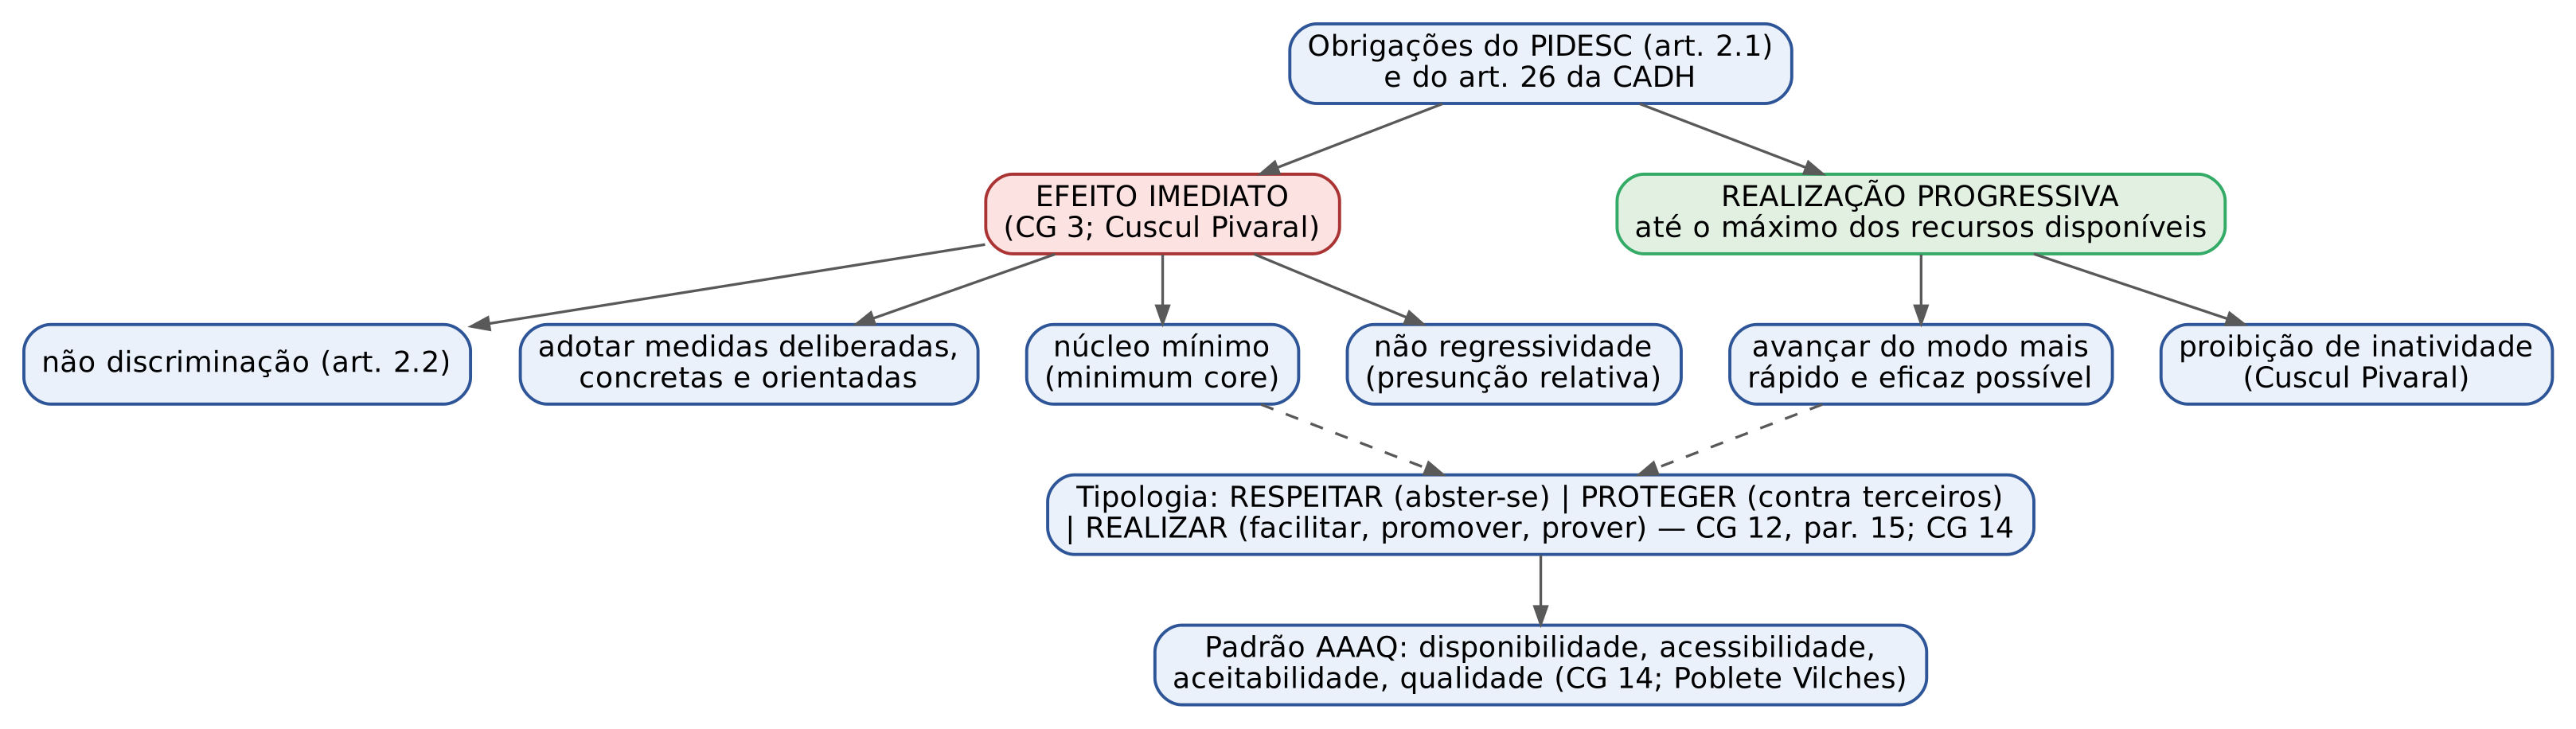 Obrigações do PIDESC (art. 2.1)
e do art. 26 da CADH
EFEITO IMEDIATO
(CG 3; Cuscul Pivaral)
REALIZAÇÃO PROGRESSIVA
até o máximo dos recursos disponíveis
não discriminação (art. 2.2)
adotar medidas deliberadas,
concretas e orientadas
núcleo mínimo
(minimum core)
não regressividade
(presunção relativa)
avançar do modo mais
rápido e eficaz possível
proibição de inatividade
(Cuscul Pivaral)
Tipologia: RESPEITAR (abster-se) | PROTEGER (contra terceiros)
| REALIZAR (facilitar, promover, prover) — CG 12, par. 15; CG 14
Padrão AAAQ: disponibilidade, acessibilidade,
aceitabilidade, qualidade (CG 14; Poblete Vilches)